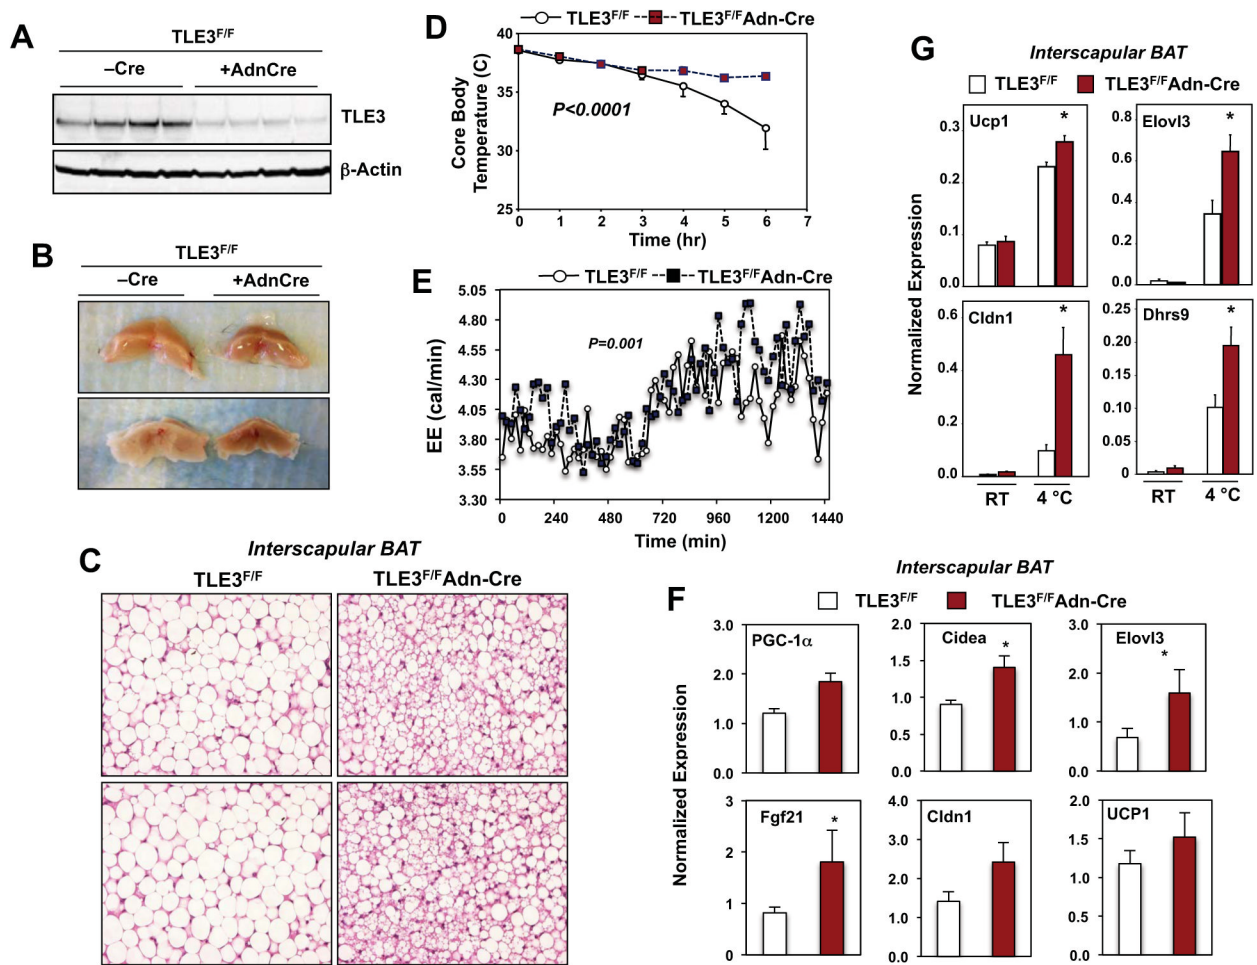 A
TLE3F/F
–Cre +AdnCre
TLE3
β-Actin
B
TLE3F/F
–Cre +AdnCre
C
Interscapular BAT
TLE3F/F TLE3F/FAdn-Cre
D
TLE3F/F TLE3F/FAdn-Cre
Core Body
Temperature (C)
40
35
30
25
P<0.0001
0 1 2 3 4 5 6 7
Time (hr)
E
TLE3F/F TLE3F/FAdn-Cre
EE (cal/min)
5.05
4.80
4.55
4.30
4.05
3.80
3.55
3.30
P=0.001
0 240 480 720 960 1200 1440
Time (min)
F
Interscapular BAT
TLE3F/F TLE3F/FAdn-Cre
Normalized Expression
PGC-1α
3.0
2.0
1.0
0.0
Cidea
*
2.0
1.5
1.0
0.5
0.0
Elovl3
*
3.0
2.0
1.0
0.0
Fgf21
*
3
2
1
0
Cldn1
4.0
3.0
2.0
1.0
0.0
UCP1
2.0
1.5
1.0
0.5
0.0
G
Interscapular BAT
TLE3F/F TLE3F/FAdn-Cre
Normalized Expression
Ucp1
*
0.3
0.2
0.1
0.0
Elovl3
*
0.8
0.6
0.4
0.2
0.0
Cldn1
*
0.6
0.4
0.2
0.0
RT 4 °C
Dhrs9
*
0.25
0.20
0.15
0.10
0.05
0
RT 4 °C